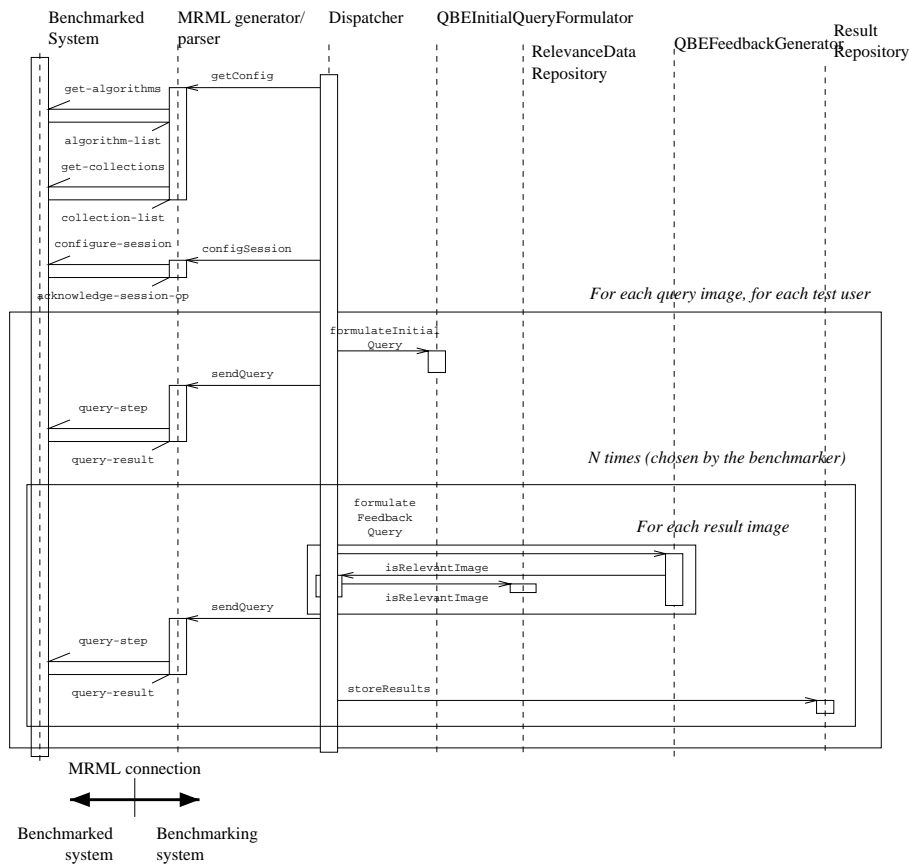 Benchmarked
System
MRML generator/
parser
Dispatcher
QBEInitialQueryFormulator
RelevanceData
Repository
QBEFeedbackGenerator
Result
Repository
getConfig
get-algorithms
algorithm-list
get-collections
collection-list
configure-session
configSession
acknowledge-session-op
For each query image, for each test user
formulateInitial
Query
sendQuery
query-step
query-result
N times (chosen by the benchmarker)
formulate
Feedback
Query
For each result image
isRelevantImage
isRelevantImage
sendQuery
query-step
query-result
storeResults
MRML connection
Benchmarked
system
Benchmarking
system